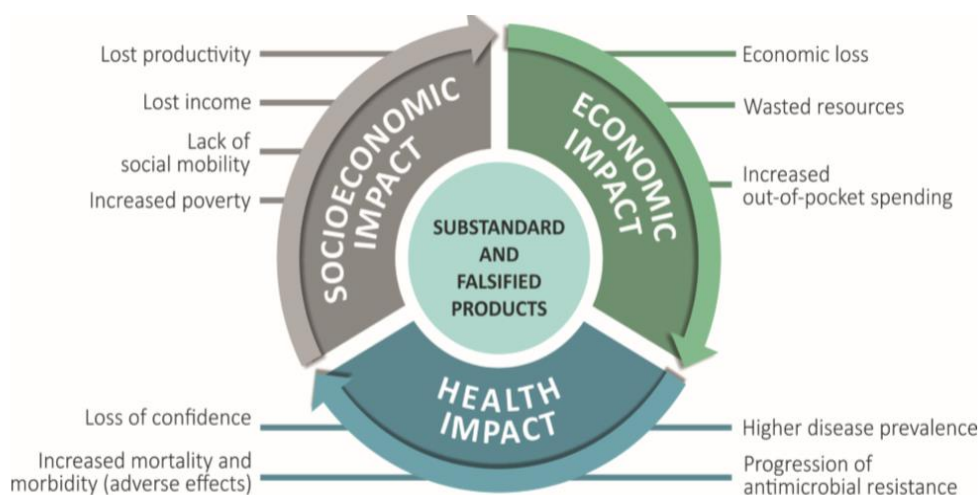 Lost productivity
Lost income
Lack of
social mobility
Increased poverty
SOCIOECONOMIC
IMPACT
ECONOMIC
IMPACT
Economic loss
Wasted resources
Increased
out-of-pocket spending
SUBSTANDARD
AND
FALSIFIED
PRODUCTS
HEALTH
IMPACT
Loss of confidence
Increased mortality and
morbidity (adverse effects)
Higher disease prevalence
Progression of
antimicrobial resistance